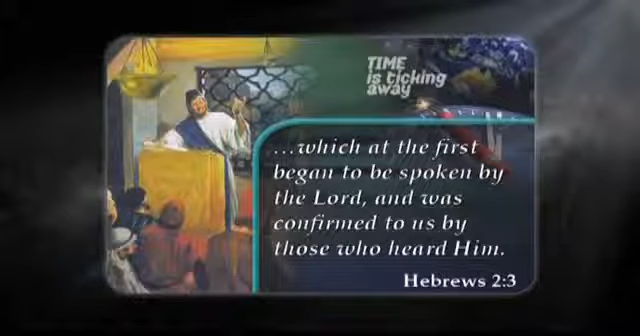 TIME
is ticking
away
...which at the first
began to be spoken by
the Lord, and was
confirmed to us by
those who heard Him.
Hebrews 2:3